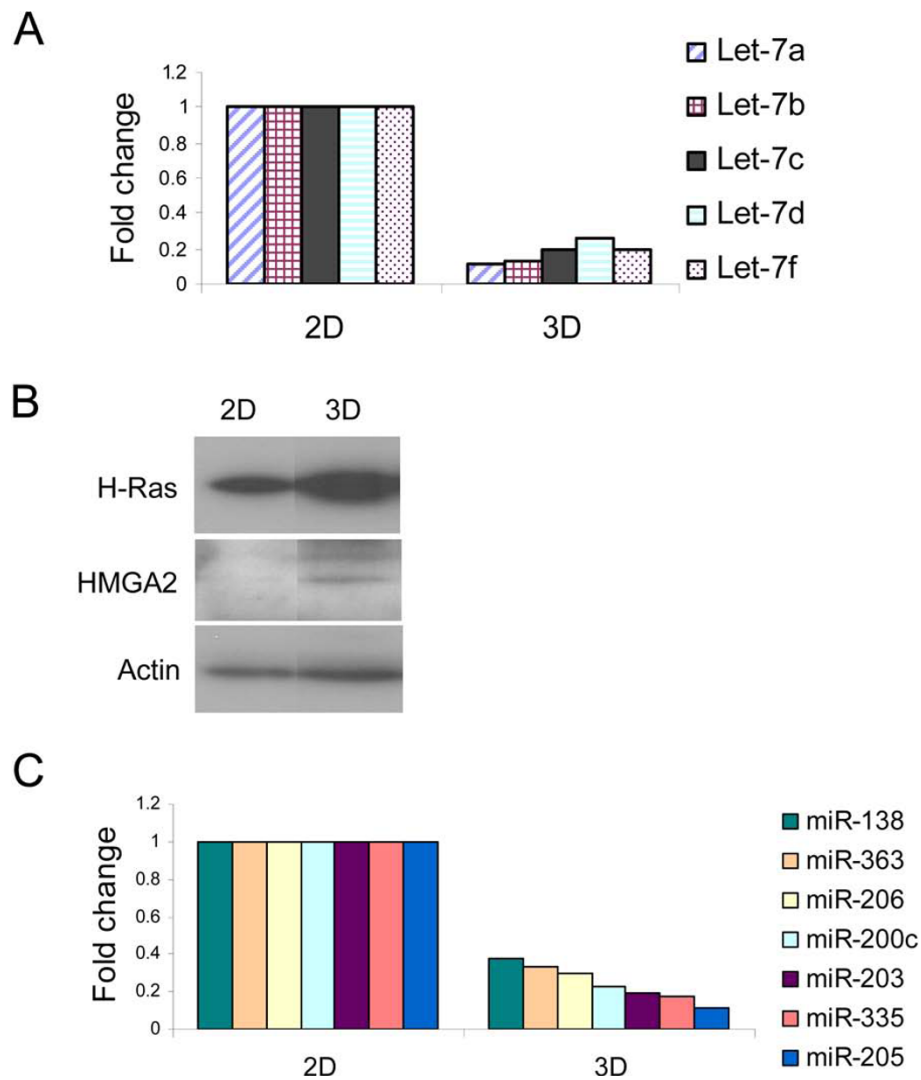 A
Fold change
1.2
1
0.8
0.6
0.4
0.2
0
2D 3D
Let-7a
Let-7b
Let-7c
Let-7d
Let-7f
B
2D 3D
H-Ras
HMGA2
Actin
C
Fold change
1.2
1
0.8
0.6
0.4
0.2
0
2D 3D
miR-138
miR-363
miR-206
miR-200c
miR-203
miR-335
miR-205